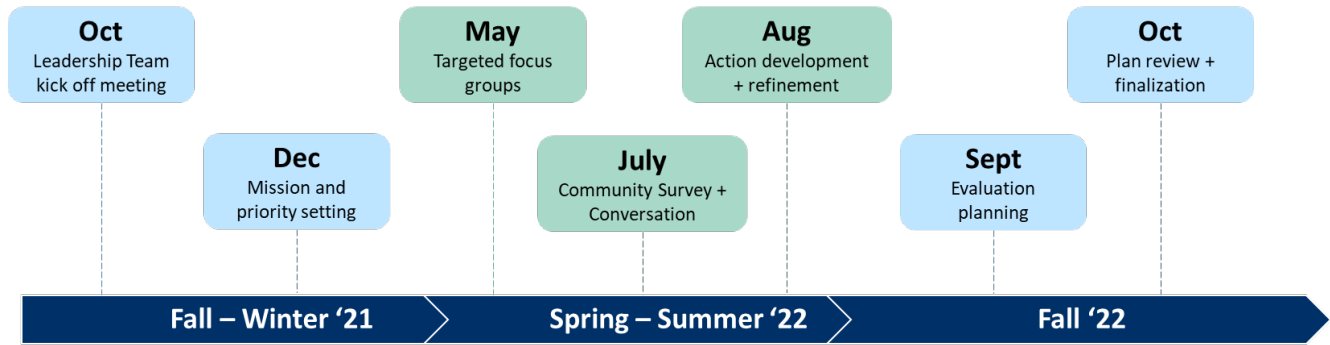 Oct
Leadership Team
kick off meeting
Dec
Mission and
priority setting
May
Targeted focus
groups
July
Community Survey +
Conversation
Aug
Action development
+ refinement
Sept
Evaluation
planning
Oct
Plan review +
finalization
Fall – Winter ‘21
Spring – Summer ‘22
Fall ‘22